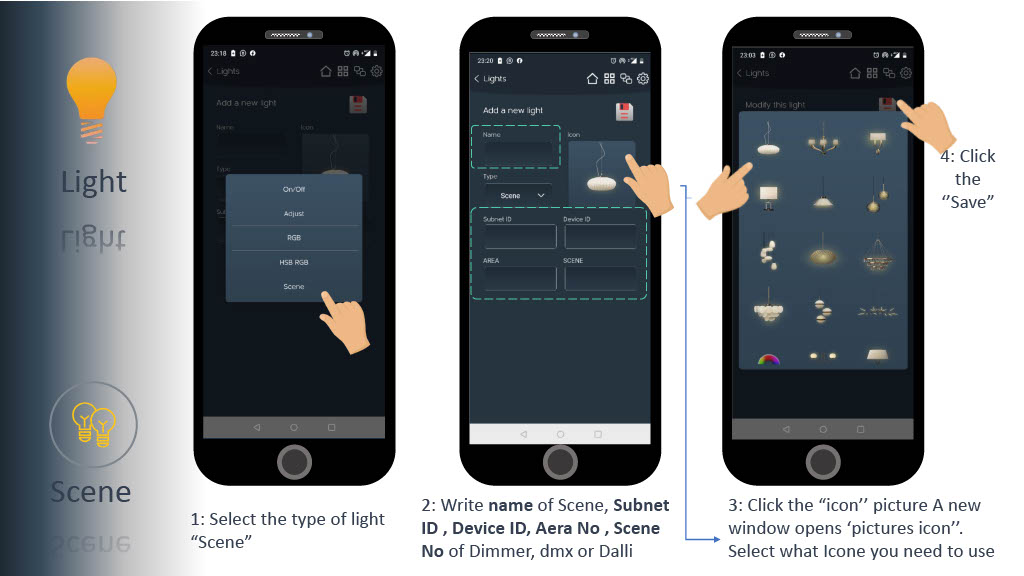 Light
Scene
23:18
Lights
Add a new light
Name
Icon
Type
On/Off
Adjust
RGB
HSB RGB
Scene
1: Select the type of light
“Scene”
23:20
Lights
Add a new light
Name
Icon
Type
Scene
Subnet ID
Device ID
AREA
SCENE
2: Write name of Scene, Subnet
ID , Device ID, Aera No , Scene
No of Dimmer, dmx or Dalli
23:03
Lights
Modify this light
3: Click the “icon’’ picture A new
window opens ‘pictures icon’’.
Select what Icone you need to use
4: Click
the
‘’Save”